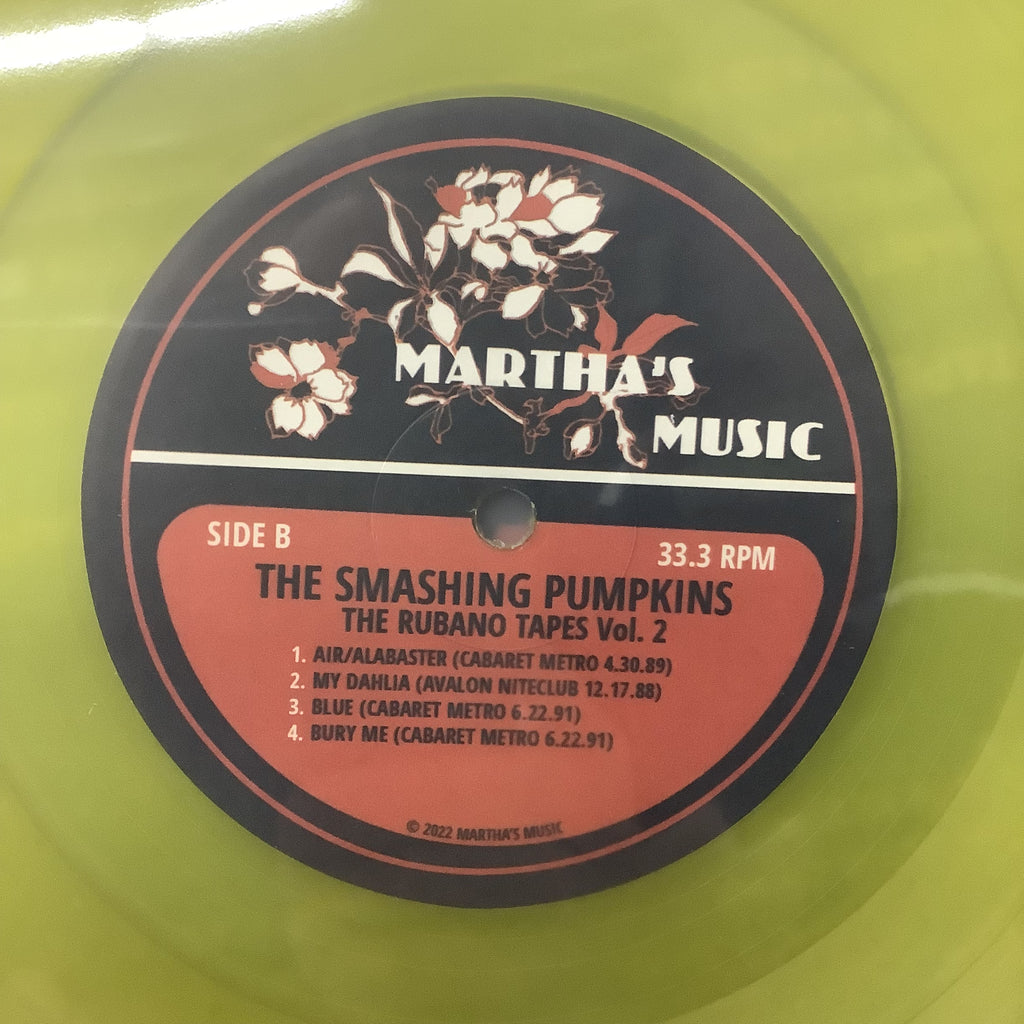 MARTHA'S
MUSIC
SIDE B
33.3 RPM
THE SMASHING PUMPKINS
THE RUBANO TAPES Vol. 2
1. AIR/ALABASTER (CABARET METRO 4.30.89)
2. MY DAHLIA (AVALON NITECLUB 12.17.88)
3. BLUE (CABARET METRO 6.22.91)
4. BURY ME (CABARET METRO 6.22.91)
© 2022 MARTHA'S MUSIC